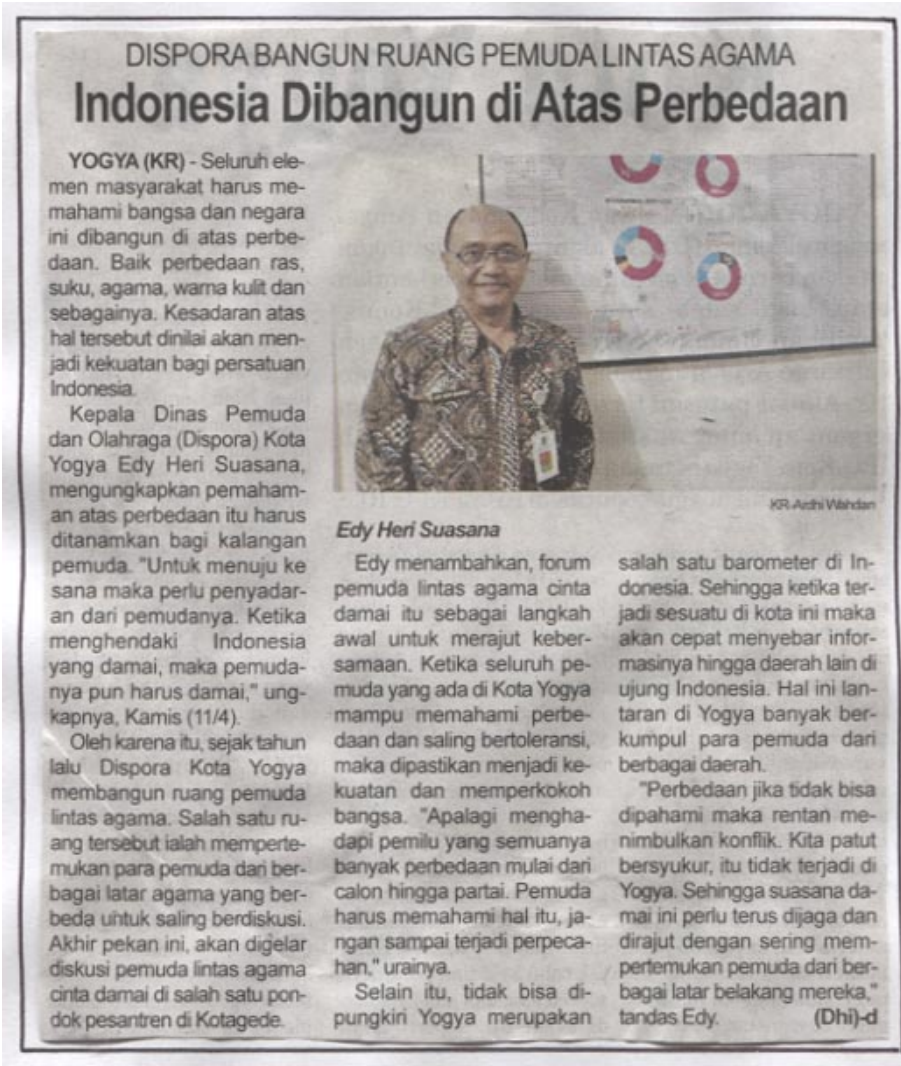 DISPORA BANGUN RUANG PEMUDA LINTAS AGAMA
Indonesia Dibangun di Atas Perbedaan
YOGYA (KR) - Seluruh ele-
men masyarakat harus me-
mahami bangsa dan negara
ini dibangun di atas perbe-
daan. Baik perbedaan ras,
suku, agama, warna kulit dan
sebagainya. Kesadaran atas
hal tersebut dinilai akan men-
jadi kekuatan bagi persatuan
Indonesia.
Kepala Dinas Pemuda
dan Olahraga (Dispora) Kota
Yogya Edy Heri Suasana,
mengungkapkan pemaham-
an atas perbedaan itu harus
ditanamkan bagi kalangan
pemuda. "Untuk menuju ke
sana maka perlu penyadar-
an dari pemudanya. Ketika
menghendaki Indonesia
yang damai, maka pemuda-
nya pun harus damai," ung-
kapnya, Kamis (11/4).
Oleh karena itu, sejak tahun
lalu Dispora Kota Yogya
membangun ruang pemuda
lintas agama. Salah satu ru-
ang tersebut ialah memperte-
mukan para pemuda dari ber-
bagai latar agama yang ber-
beda untuk saling berdiskusi.
Akhir pekan ini, akan digelar
diskusi pemuda lintas agama
cinta damai di salah satu pon-
dok pesantren di Kotagede.
KR-Ardhi Wahdan
Edy Heri Suasana
Edy menambahkan, forum
pemuda lintas agama cinta
damai itu sebagai langkah
awal untuk merajut keber-
samaan. Ketika seluruh pe-
muda yang ada di Kota Yogya
mampu memahami perbe-
daan dan saling bertoleransi,
maka dipastikan menjadi ke-
kuatan dan memperkokoh
bangsa. "Apalagi mengha-
dapi pemilu yang semuanya
banyak perbedaan mulai dari
calon hingga partai. Pemuda
harus memahami hal itu, ja-
ngan sampai terjadi perpeca-
han," urainya.
Selain itu, tidak bisa di-
pungkiri Yogya merupakan
salah satu barometer di In-
donesia. Sehingga ketika ter-
jadi sesuatu di kota ini maka
akan cepat menyebar infor-
masinya hingga daerah lain di
ujung Indonesia. Hal ini lan-
taran di Yogya banyak ber-
kumpul para pemuda dari
berbagai daerah.
"Perbedaan jika tidak bisa
dipahami maka rentan me-
nimbulkan konflik. Kita patut
bersyukur, itu tidak terjadi di
Yogya. Sehingga suasana da-
mai ini perlu terus dijaga dan
dirajut dengan sering mem-
pertemukan pemuda dari ber-
bagai latar belakang mereka,"
tandas Edy. (Dhi)-d